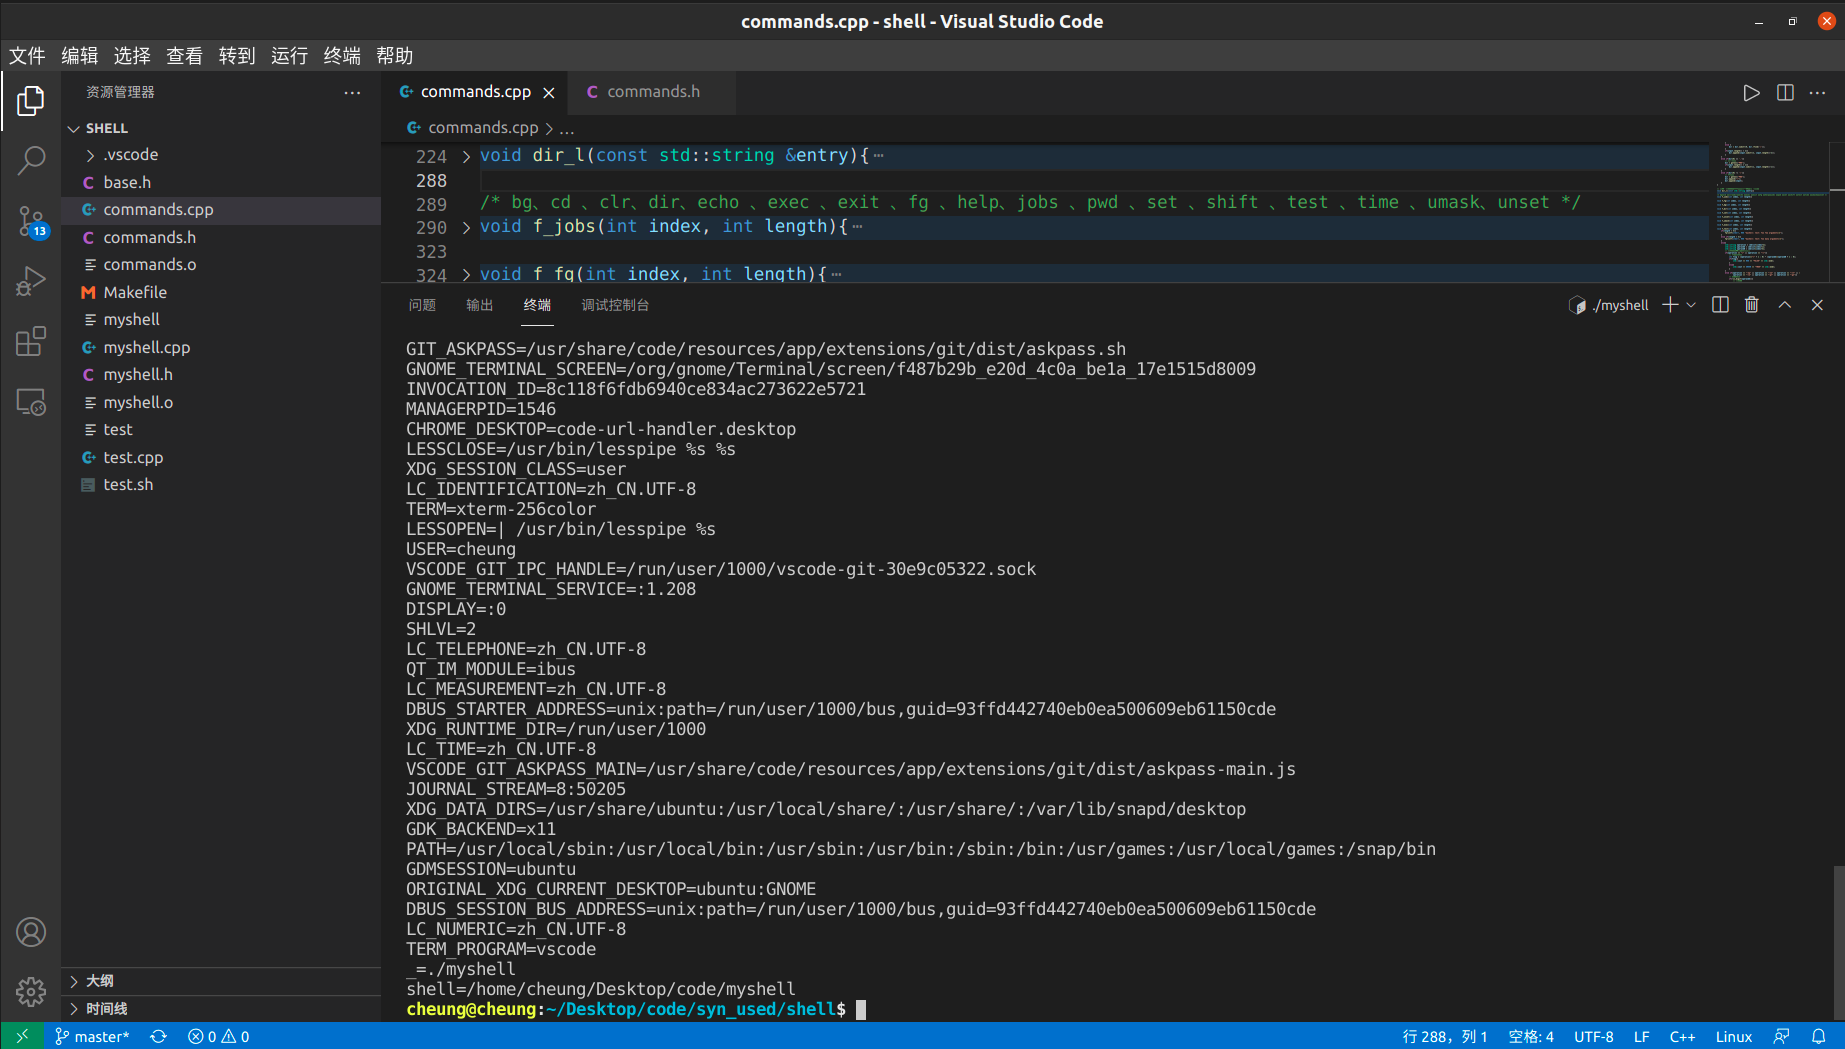 commands.cpp - shell - Visual Studio Code
文件 编辑 选择 查看 转到 运行 终端 帮助
资源管理器
SHELL
.vscode
base.h
commands.cpp
commands.h
commands.o
Makefile
myshell
myshell.cpp
myshell.h
myshell.o
test
test.cpp
test.sh
大纲
时间线
13
commands.cpp
commands.h
commands.cpp > ...
224 void dir_l(const std::string &entry){⋯
288
289 /* bg、cd 、clr、dir、echo 、exec 、exit 、fg 、help、jobs 、pwd 、set 、shift 、test 、time 、umask、unset */
290 void f_jobs(int index, int length){⋯
323
324 void f_fg(int index, int length){⋯
问题 输出 终端 调试控制台
./myshell
GIT_ASKPASS=/usr/share/code/resources/app/extensions/git/dist/askpass.sh
GNOME_TERMINAL_SCREEN=/org/gnome/Terminal/screen/f487b29b_e20d_4c0a_be1a_17e1515d8009
INVOCATION_ID=8c118f6fdb6940ce834ac273622e5721
MANAGERPID=1546
CHROME_DESKTOP=code-url-handler.desktop
LESSCLOSE=/usr/bin/lesspipe %s %s
XDG_SESSION_CLASS=user
LC_IDENTIFICATION=zh_CN.UTF-8
TERM=xterm-256color
LESSOPEN=| /usr/bin/lesspipe %s
USER=cheung
VSCODE_GIT_IPC_HANDLE=/run/user/1000/vscode-git-30e9c05322.sock
GNOME_TERMINAL_SERVICE=:1.208
DISPLAY=:0
SHLVL=2
LC_TELEPHONE=zh_CN.UTF-8
QT_IM_MODULE=ibus
LC_MEASUREMENT=zh_CN.UTF-8
DBUS_STARTER_ADDRESS=unix:path=/run/user/1000/bus,guid=93ffd442740eb0ea500609eb61150cde
XDG_RUNTIME_DIR=/run/user/1000
LC_TIME=zh_CN.UTF-8
VSCODE_GIT_ASKPASS_MAIN=/usr/share/code/resources/app/extensions/git/dist/askpass-main.js
JOURNAL_STREAM=8:50205
XDG_DATA_DIRS=/usr/share/ubuntu:/usr/local/share/:/usr/share/:/var/lib/snapd/desktop
GDK_BACKEND=x11
PATH=/usr/local/sbin:/usr/local/bin:/usr/sbin:/usr/bin:/sbin:/bin:/usr/games:/usr/local/games:/snap/bin
GDMSESSION=ubuntu
ORIGINAL_XDG_CURRENT_DESKTOP=ubuntu:GNOME
DBUS_SESSION_BUS_ADDRESS=unix:path=/run/user/1000/bus,guid=93ffd442740eb0ea500609eb61150cde
LC_NUMERIC=zh_CN.UTF-8
TERM_PROGRAM=vscode
_=./myshell
shell=/home/cheung/Desktop/code/myshell
cheung@cheung:~/Desktop/code/syn_used/shell$
master* 0 0 行 288，列 1 空格: 4 UTF-8 LF C++ Linux